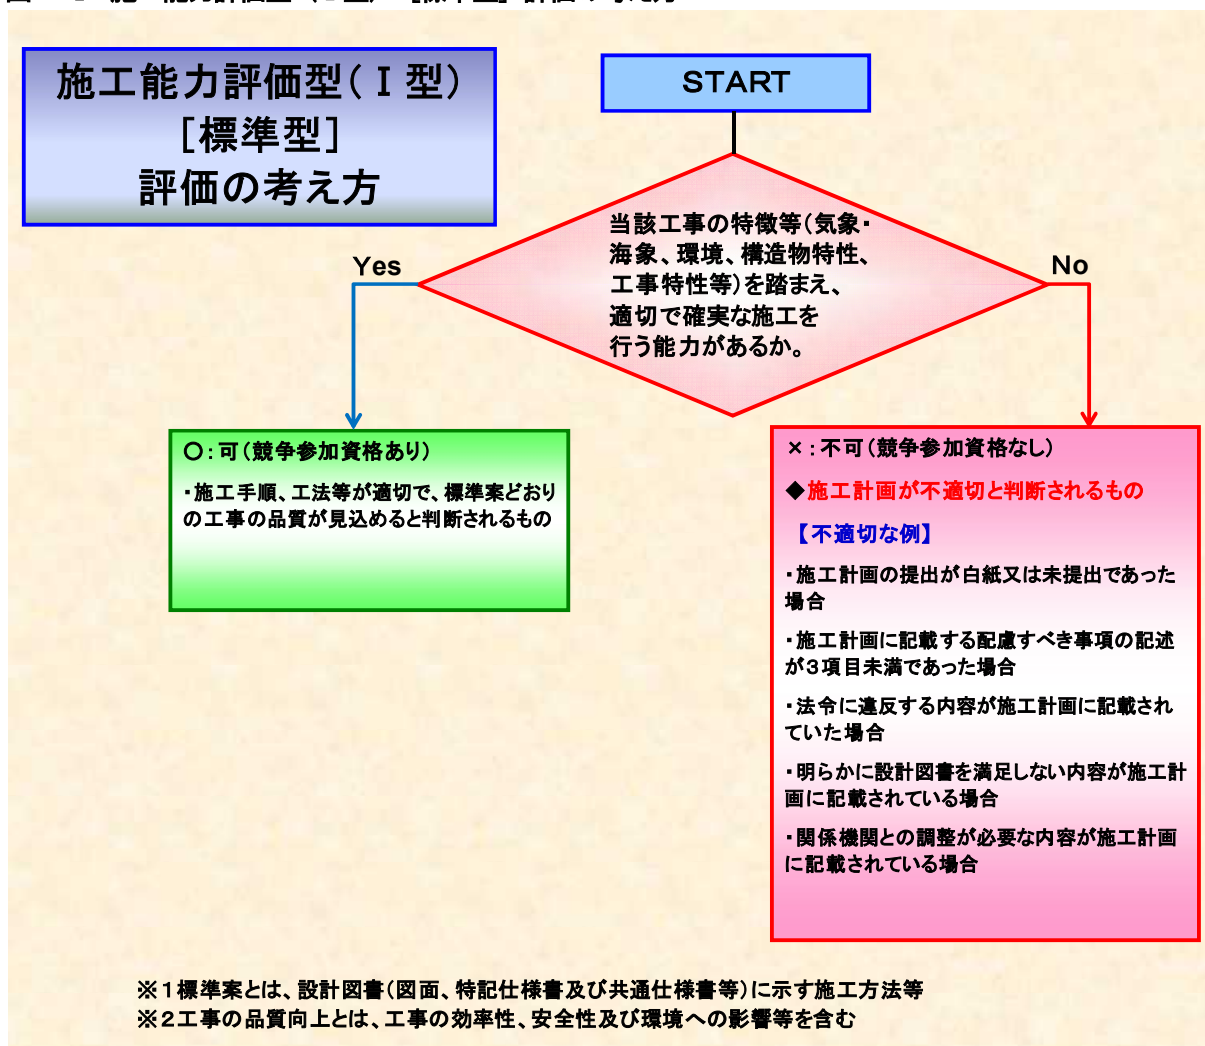 施工能力評価型（Ⅰ型）
［標準型］
評価の考え方
START
当該工事の特徴等（気象・
海象、環境、構造物特性、
工事特性等）を踏まえ、
適切で確実な施工を
行う能力があるか。
Yes
No
○：可（競争参加資格あり）
・施工手順、工法等が適切で、標準案どおり
の工事の品質が見込めると判断されるもの
×：不可（競争参加資格なし）
◆施工計画が不適切と判断されるもの
【不適切な例】
・施工計画の提出が白紙又は未提出であった
場合
・施工計画に記載する配慮すべき事項の記述
が３項目未満であった場合
・法令に違反する内容が施工計画に記載され
ていた場合
・明らかに設計図書を満足しない内容が施工計
画に記載されている場合
・関係機関との調整が必要な内容が施工計画
に記載されている場合
※１標準案とは、設計図書（図面、特記仕様書及び共通仕様書等）に示す施工方法等
※２工事の品質向上とは、工事の効率性、安全性及び環境への影響等を含む